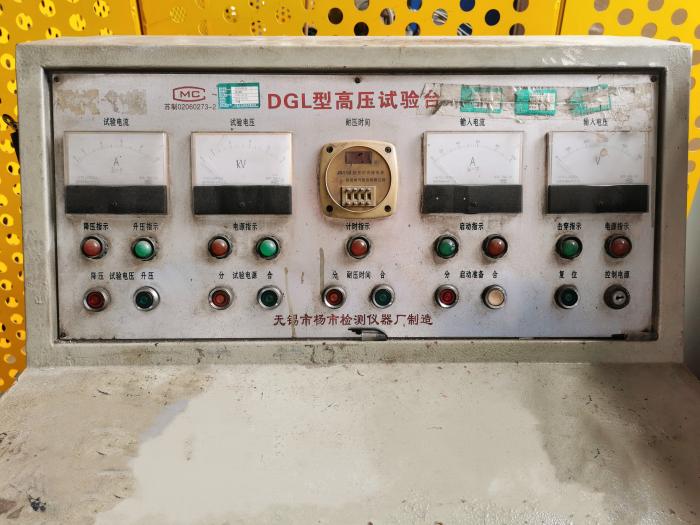 MC
苏制02060273-2
DGL型高压试验台
试验电流
试验电压
耐压时间
输入电流
输入电压
A
kV
A
V
降压指示
升压指示
电源指示
计时指示
启动指示
击穿指示
电源指示
降压 试验电压 升压
分 试验电源 合
分 耐压时间 合
分 启动准备 合
复位
控制电源
无锡市杨市检测仪器厂制造